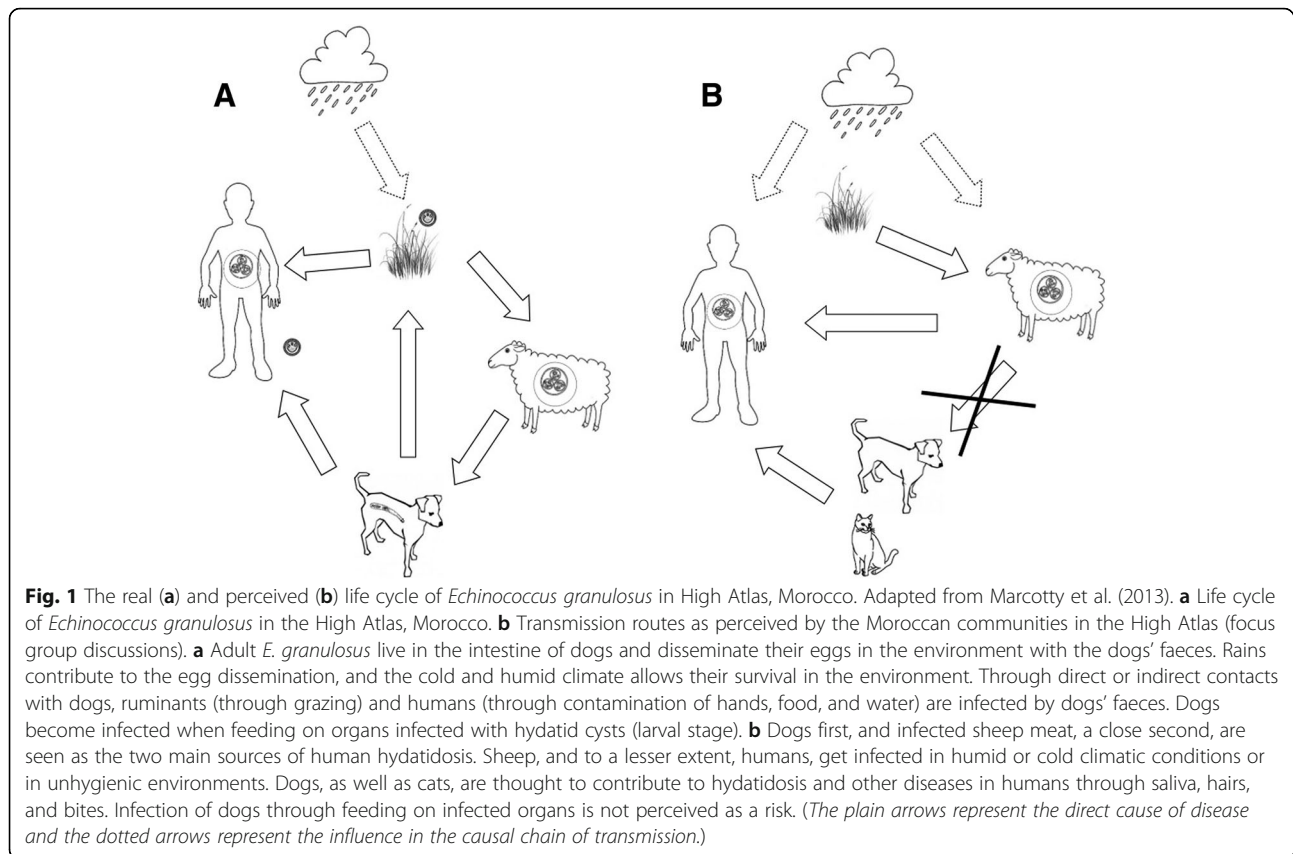 A
B
Fig. 1 The real (a) and perceived (b) life cycle of Echinococcus granulosus in High Atlas, Morocco. Adapted from Marcotty et al. (2013). a Life cycle
of Echinococcus granulosus in the High Atlas, Morocco. b Transmission routes as perceived by the Moroccan communities in the High Atlas (focus
group discussions). a Adult E. granulosus live in the intestine of dogs and disseminate their eggs in the environment with the dogs' faeces. Rains
contribute to the egg dissemination, and the cold and humid climate allows their survival in the environment. Through direct or indirect contacts
with dogs, ruminants (through grazing) and humans (through contamination of hands, food, and water) are infected by dogs' faeces. Dogs
become infected when feeding on organs infected with hydatid cysts (larval stage). b Dogs first, and infected sheep meat, a close second, are
seen as the two main sources of human hydatidosis. Sheep, and to a lesser extent, humans, get infected in humid or cold climatic conditions or
in unhygienic environments. Dogs, as well as cats, are thought to contribute to hydatidosis and other diseases in humans through saliva, hairs,
and bites. Infection of dogs through feeding on infected organs is not perceived as a risk. (The plain arrows represent the direct cause of disease
and the dotted arrows represent the influence in the causal chain of transmission.)